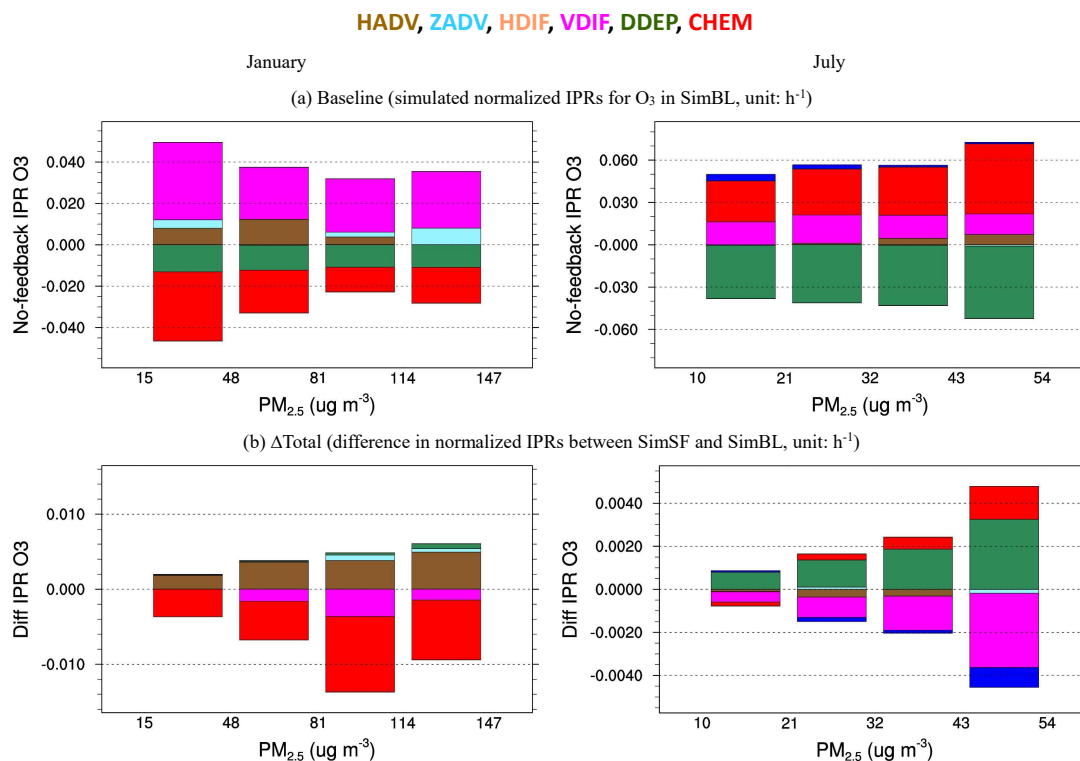 HADV, ZADV, HDIF, VDIF, DDEP, CHEM
January
July
(a) Baseline (simulated normalized IPRs for O₃ in SimBL, unit: h⁻¹)
No-feedback IPR O3
0.040
0.020
0.000
-0.020
-0.040
15 48 81 114 147
PM₂.₅ (ug m⁻³)
No-feedback IPR O3
0.060
0.030
-0.000
-0.030
-0.060
10 21 32 43 54
PM₂.₅ (ug m⁻³)
(b) ΔTotal (difference in normalized IPRs between SimSF and SimBL, unit: h⁻¹)
Diff IPR O3
0.010
0.000
-0.010
15 48 81 114 147
PM₂.₅ (ug m⁻³)
Diff IPR O3
0.0040
0.0020
0.0000
-0.0020
-0.0040
10 21 32 43 54
PM₂.₅ (ug m⁻³)